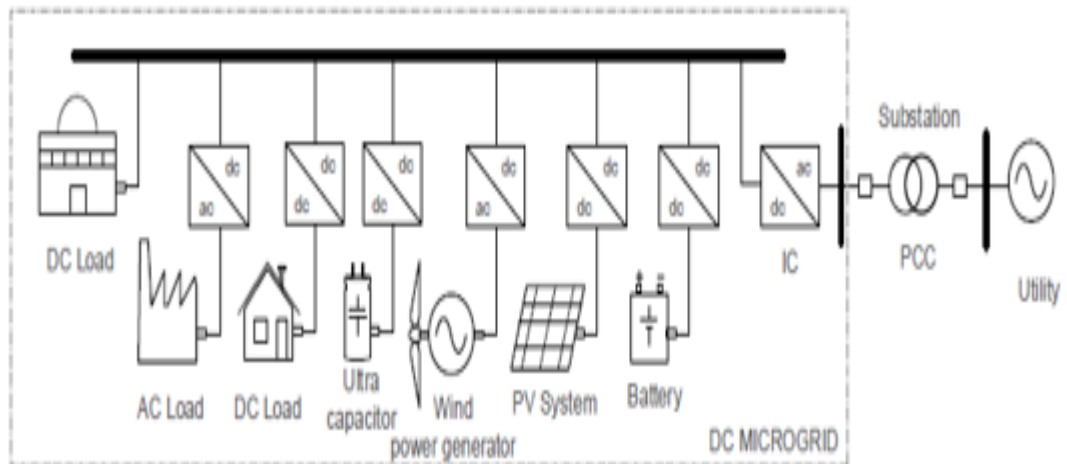 dc
ac
dc
dc
dc
dc
dc
ac
dc
dc
dc
dc
ac
dc
Substation
DC Load
IC
PCC
Utility
AC Load
DC Load
Ultra
capacitor
Wind
power generator
PV System
Battery
DC MICROGRID